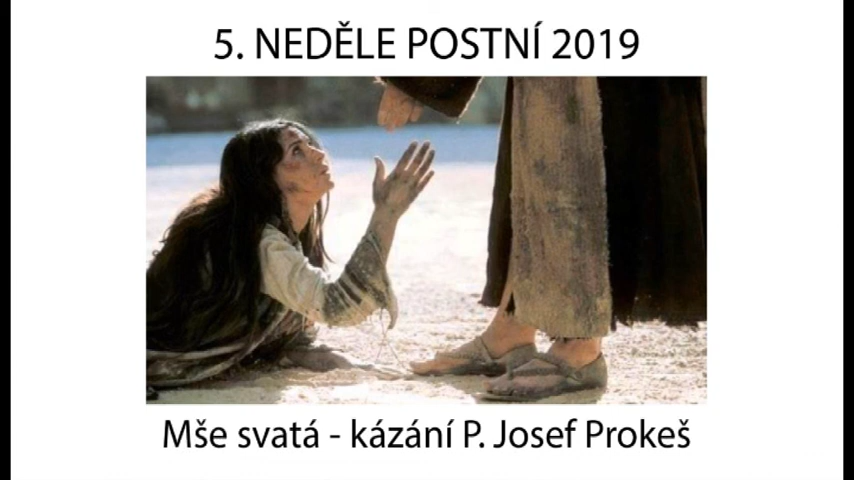 5. NEDĚLE POSTNÍ 2019
Mše svatá - kázání P. Josef Prokeš